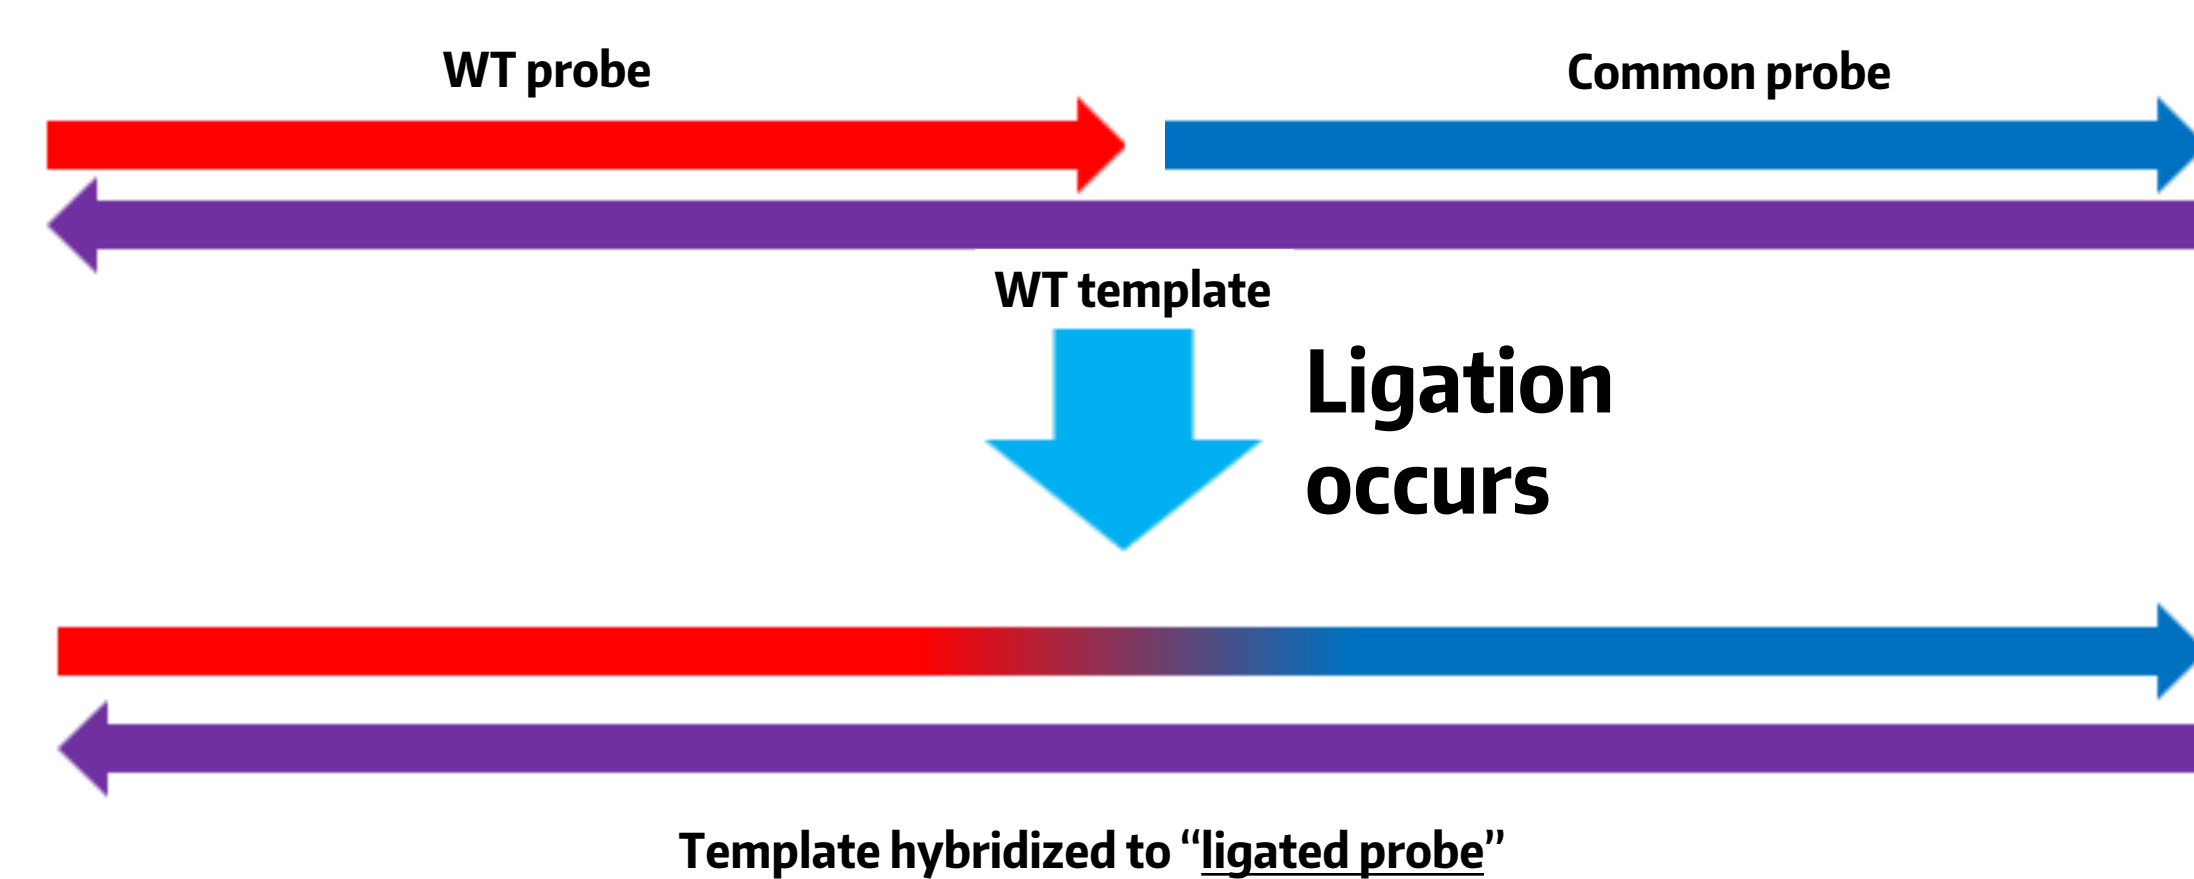 WT probe
Common probe
WT template
Ligation
occurs
Template hybridized to “ligated probe”